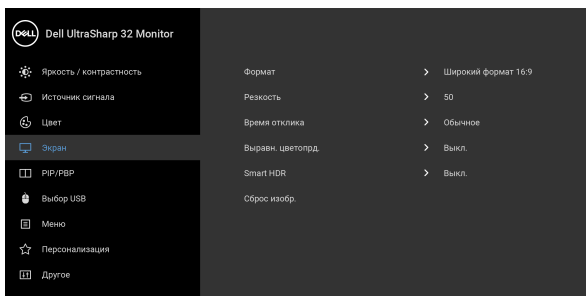 DELL Dell UltraSharp 32 Monitor
Яркость / контрастность
Формат Широкий формат 16:9
Источник сигнала
Резкость 50
Цвет
Время отклика Обычное
Экран
Выравн. цветопрд. Выкл.
PIP/PBP
Smart HDR Выкл.
Выбор USB
Сброс изобр.
Меню
Персонализация
Другое